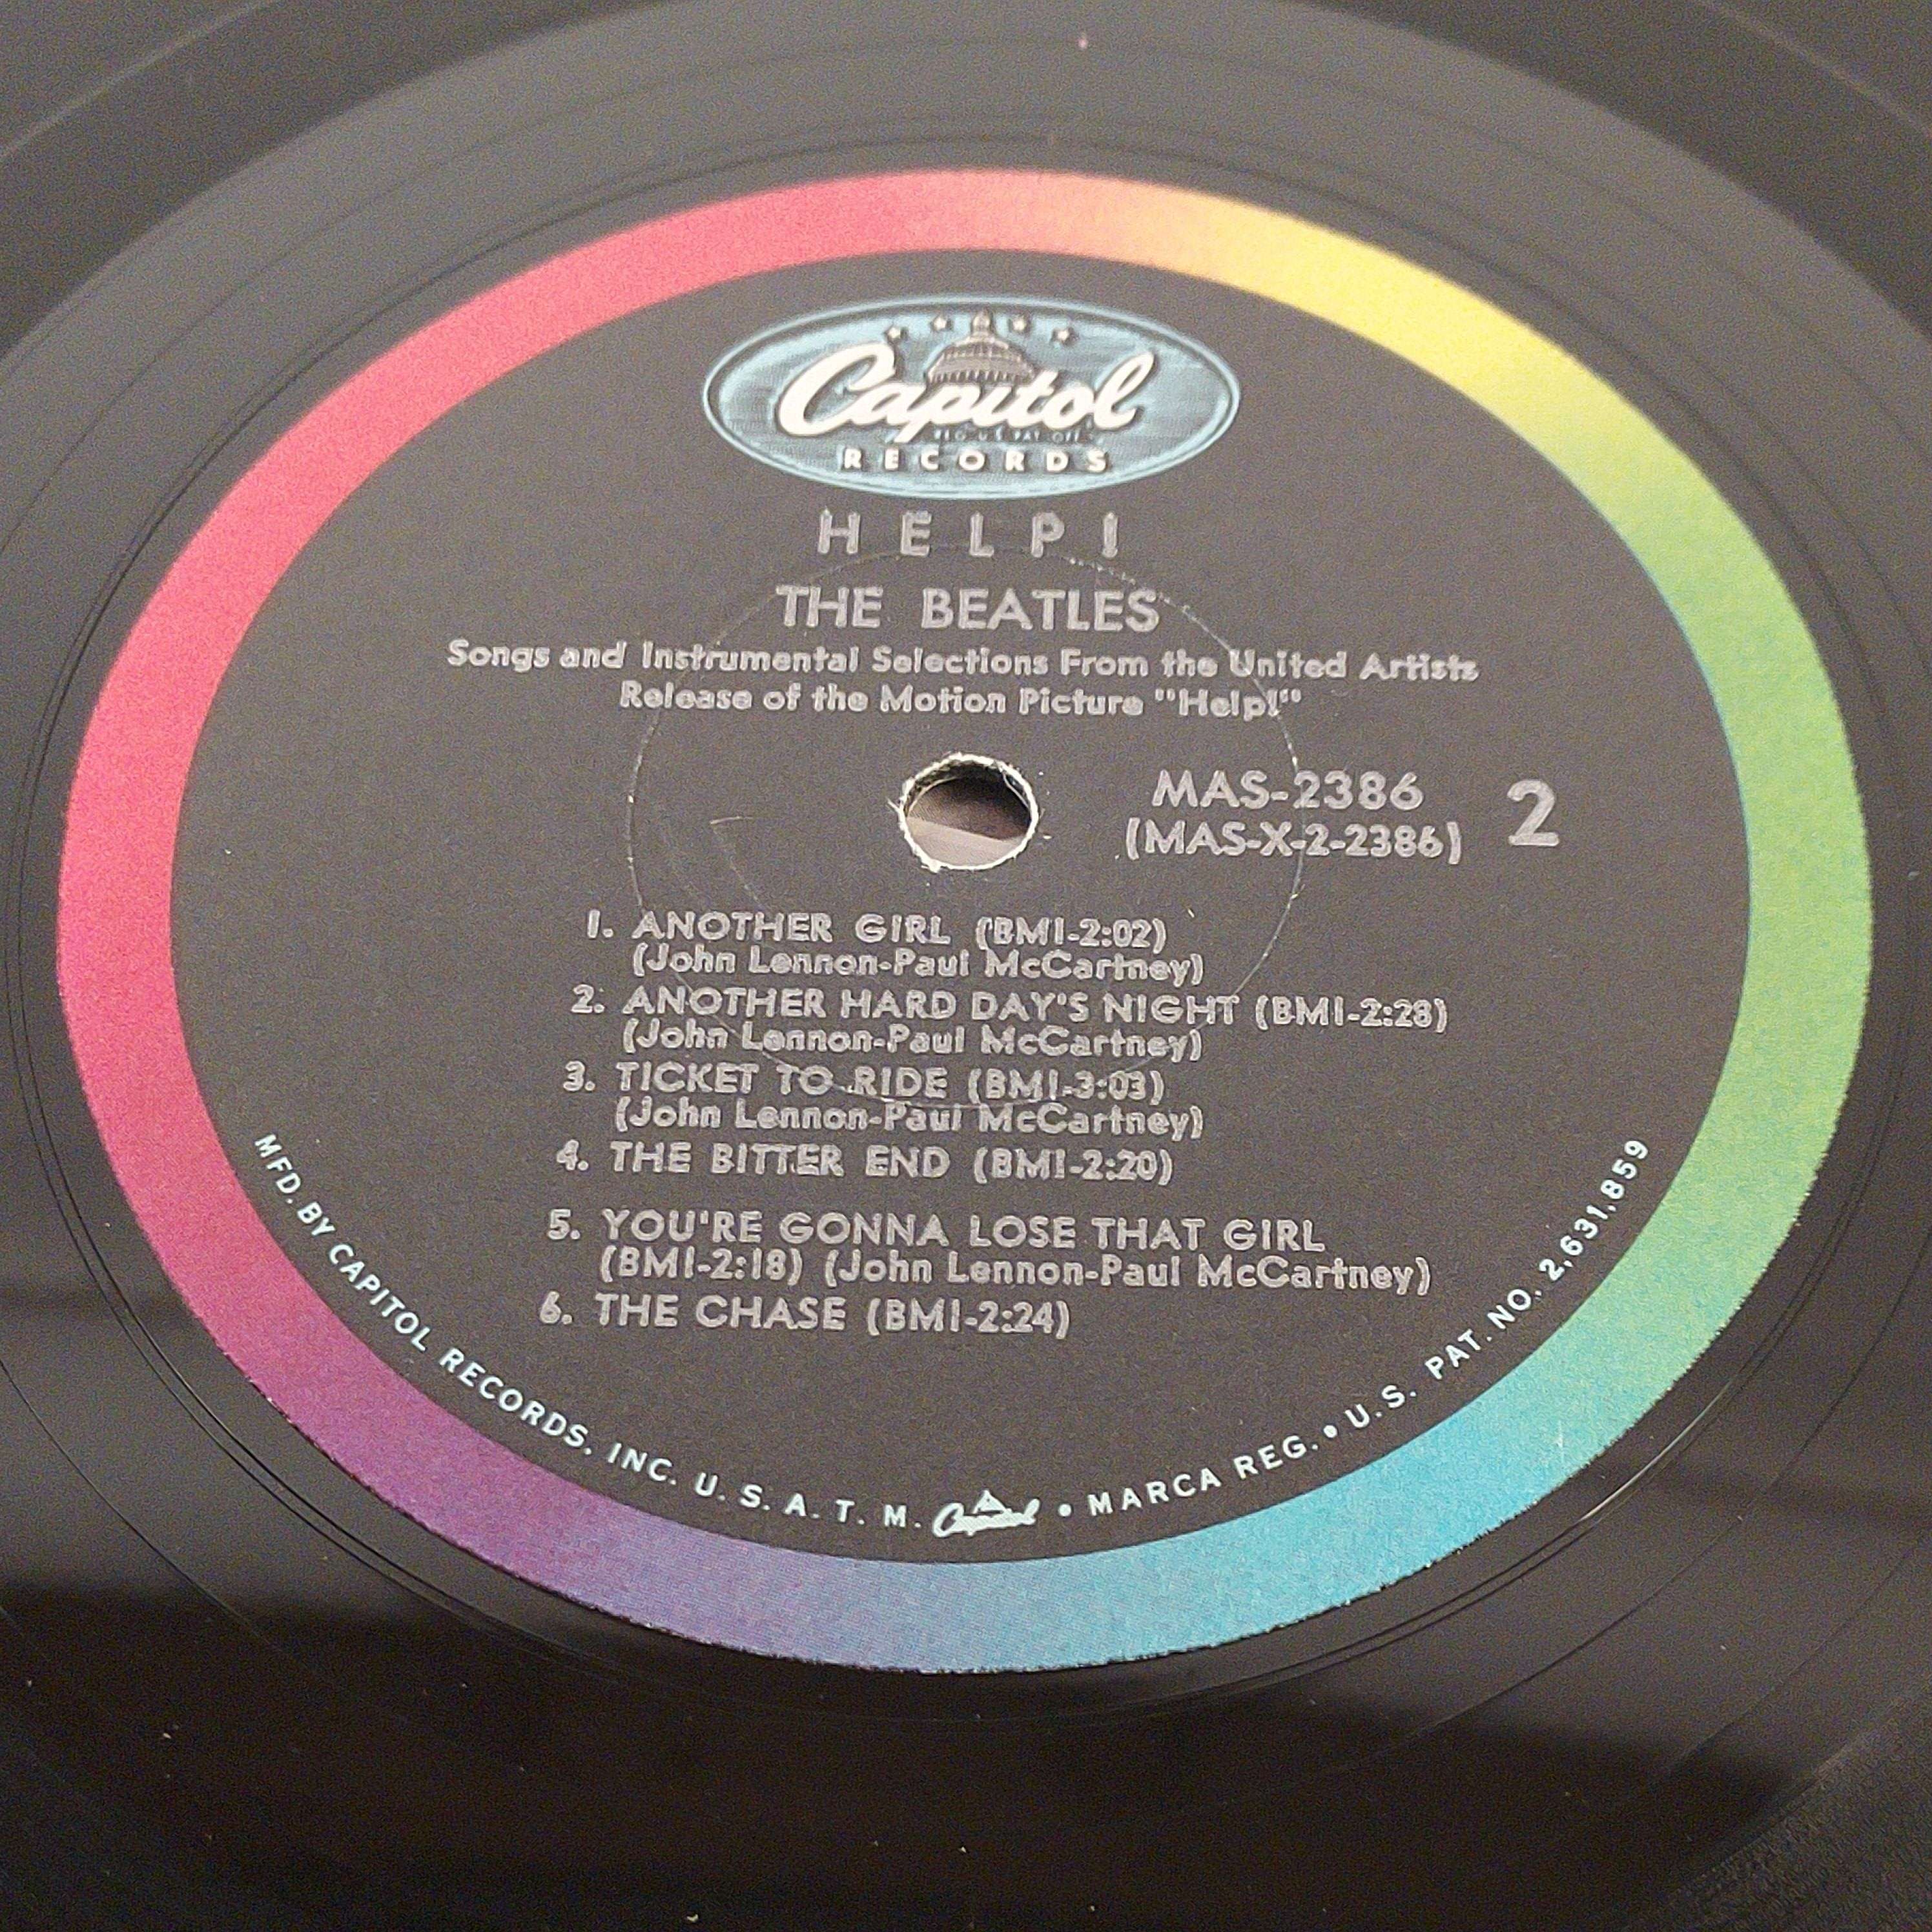 Capitol
REG. U.S. PAT. OFF.
RECORDS
HELP!
THE BEATLES
Songs and Instrumental Selections From the United Artists
Release of the Motion Picture "Help!"
MAS-2386
(MAS-X-2-2386)
2
1. ANOTHER GIRL (BMI-2:02)
(John Lennon-Paul McCartney)
2. ANOTHER HARD DAY'S NIGHT (BMI-2:28)
(John Lennon-Paul McCartney)
3. TICKET TO RIDE (BMI-3:03)
(John Lennon-Paul McCartney)
4. THE BITTER END (BMI-2:20)
5. YOU'RE GONNA LOSE THAT GIRL
(BMI-2:18) (John Lennon-Paul McCartney)
6. THE CHASE (BMI-2:24)
MFD. BY CAPITOL RECORDS, INC. U. S. A. T. M. Capitol • MARCA REG. • U.S. PAT. NO. 2,631,859